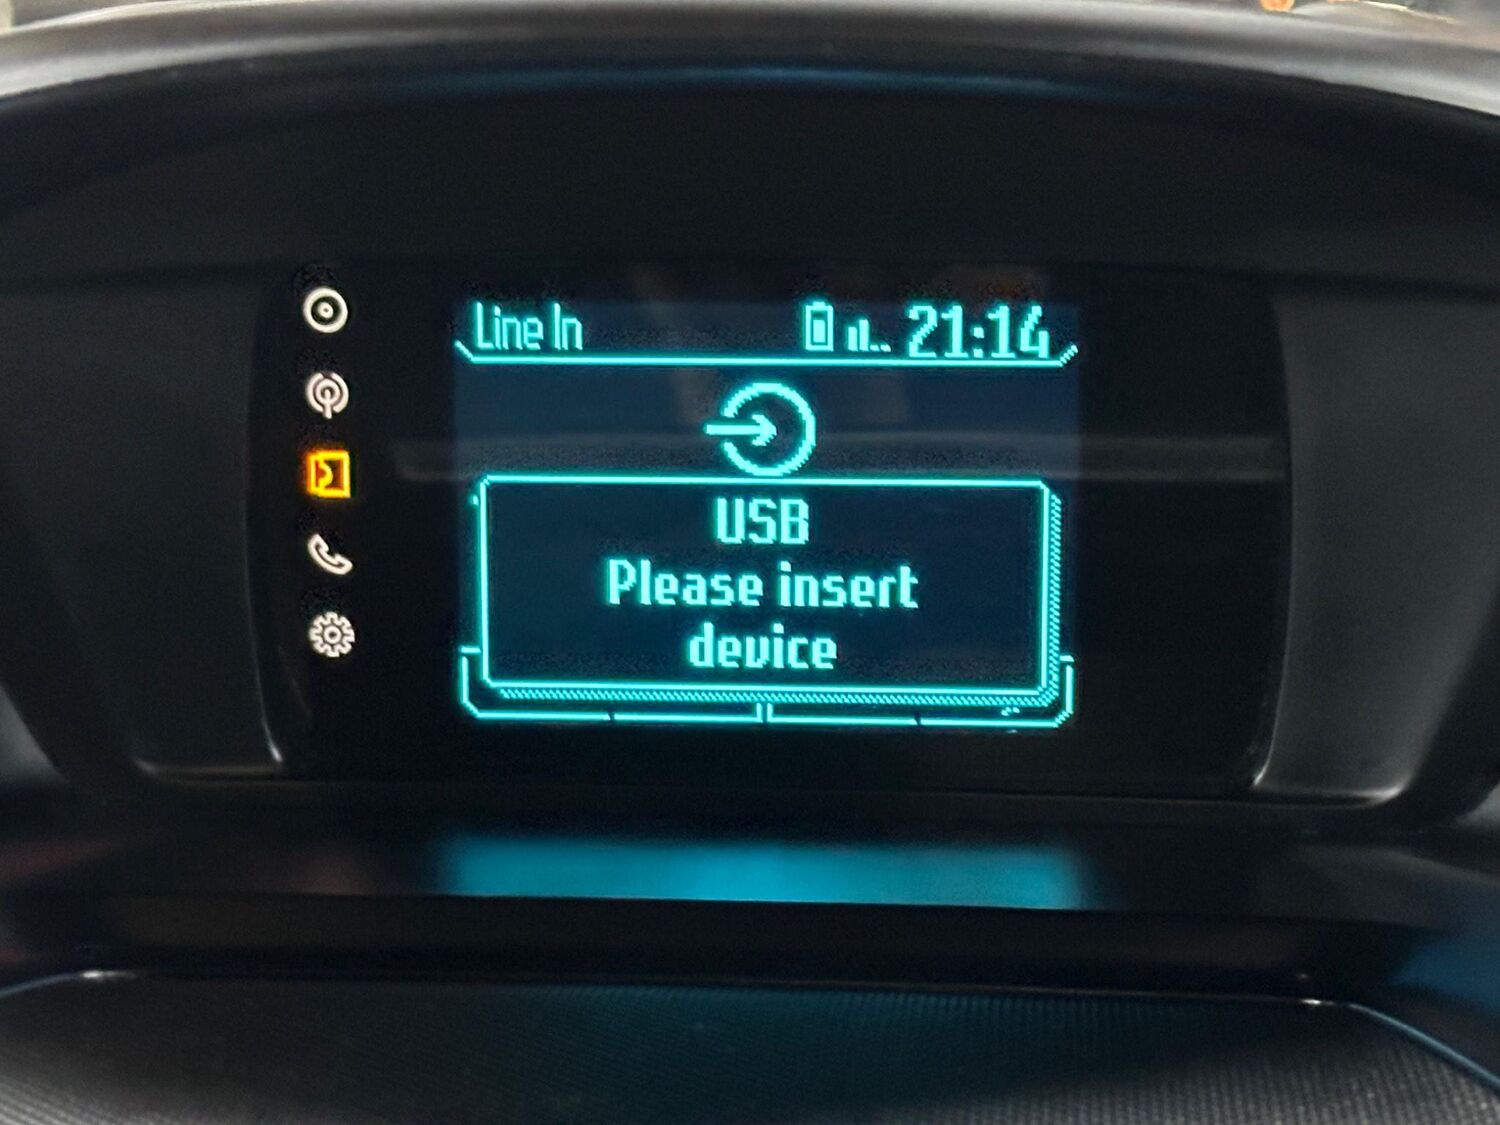 Line In
21:14
USB
Please insert
device